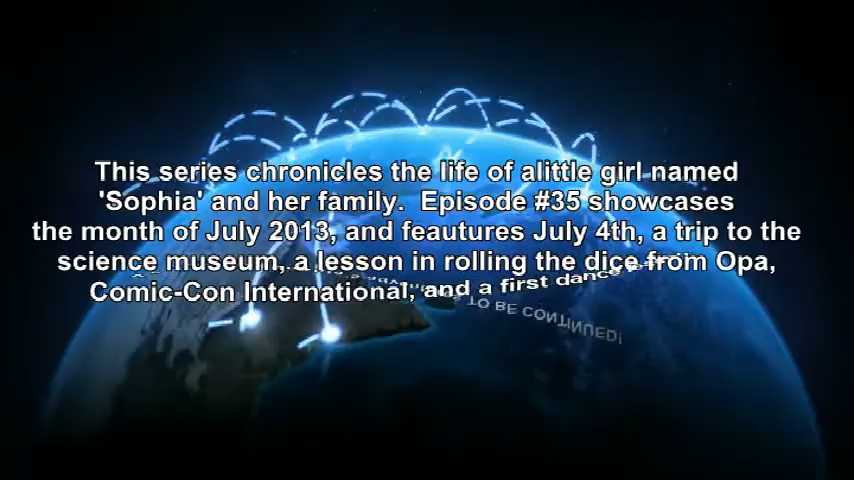 This series chronicles the life of alittle girl named
'Sophia' and her family.  Episode #35 showcases
the month of July 2013, and feautures July 4th, a trip to the
science museum, a lesson in rolling the dice from Opa,
Comic-Con International, and a first dance
TO BE CONTINUED!